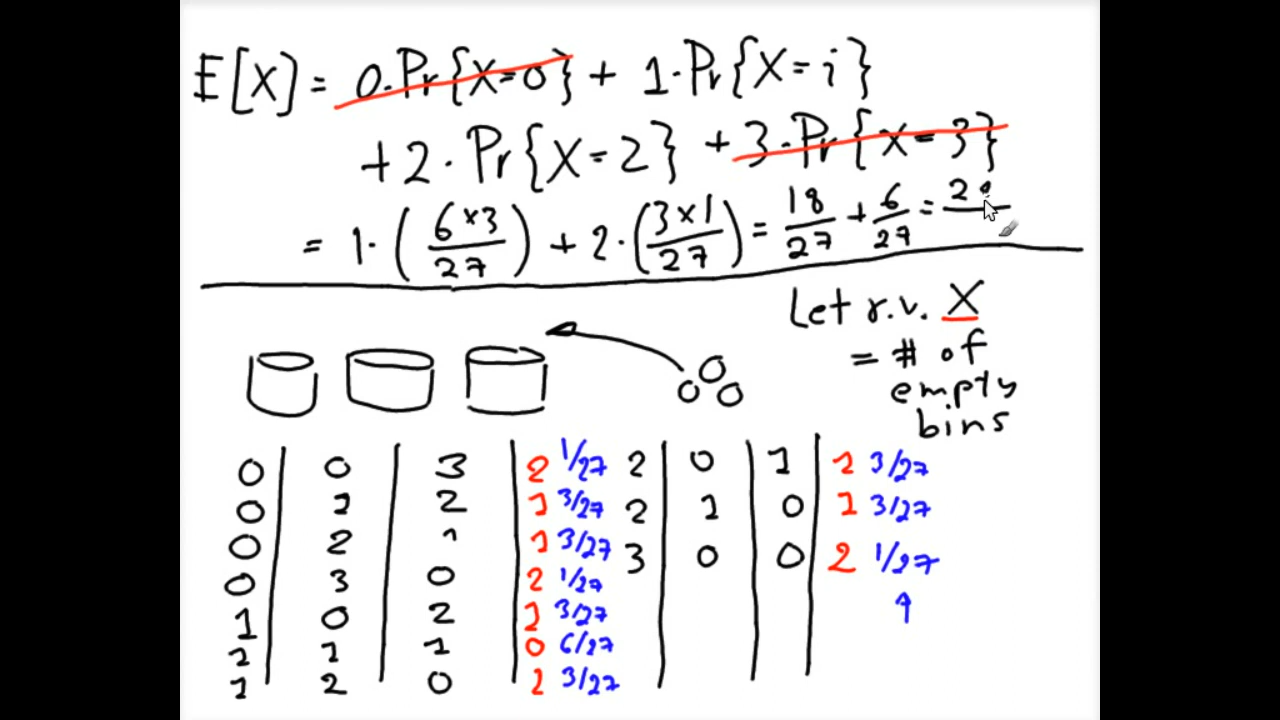 E[X] = 0·Pr{X=0} + 1·Pr{X=i}
+2·Pr{X=2} + 3·Pr{X=3}
= 1·(6×3/27) + 2·(3×1/27) = 18/27 + 6/27 = 2
Let r.v. X
= # of
empty
bins
0 | 0 | 3 | 2 1/27
0 | 1 | 2 | 1 3/27
0 | 2 | 1 | 1 3/27
0 | 3 | 0 | 2 1/27
1 | 0 | 2 | 1 3/27
1 | 1 | 1 | 0 6/27
1 | 2 | 0 | 1 3/27
2 | 0 | 1 | 1 3/27
2 | 1 | 0 | 1 3/27
3 | 0 | 0 | 2 1/27